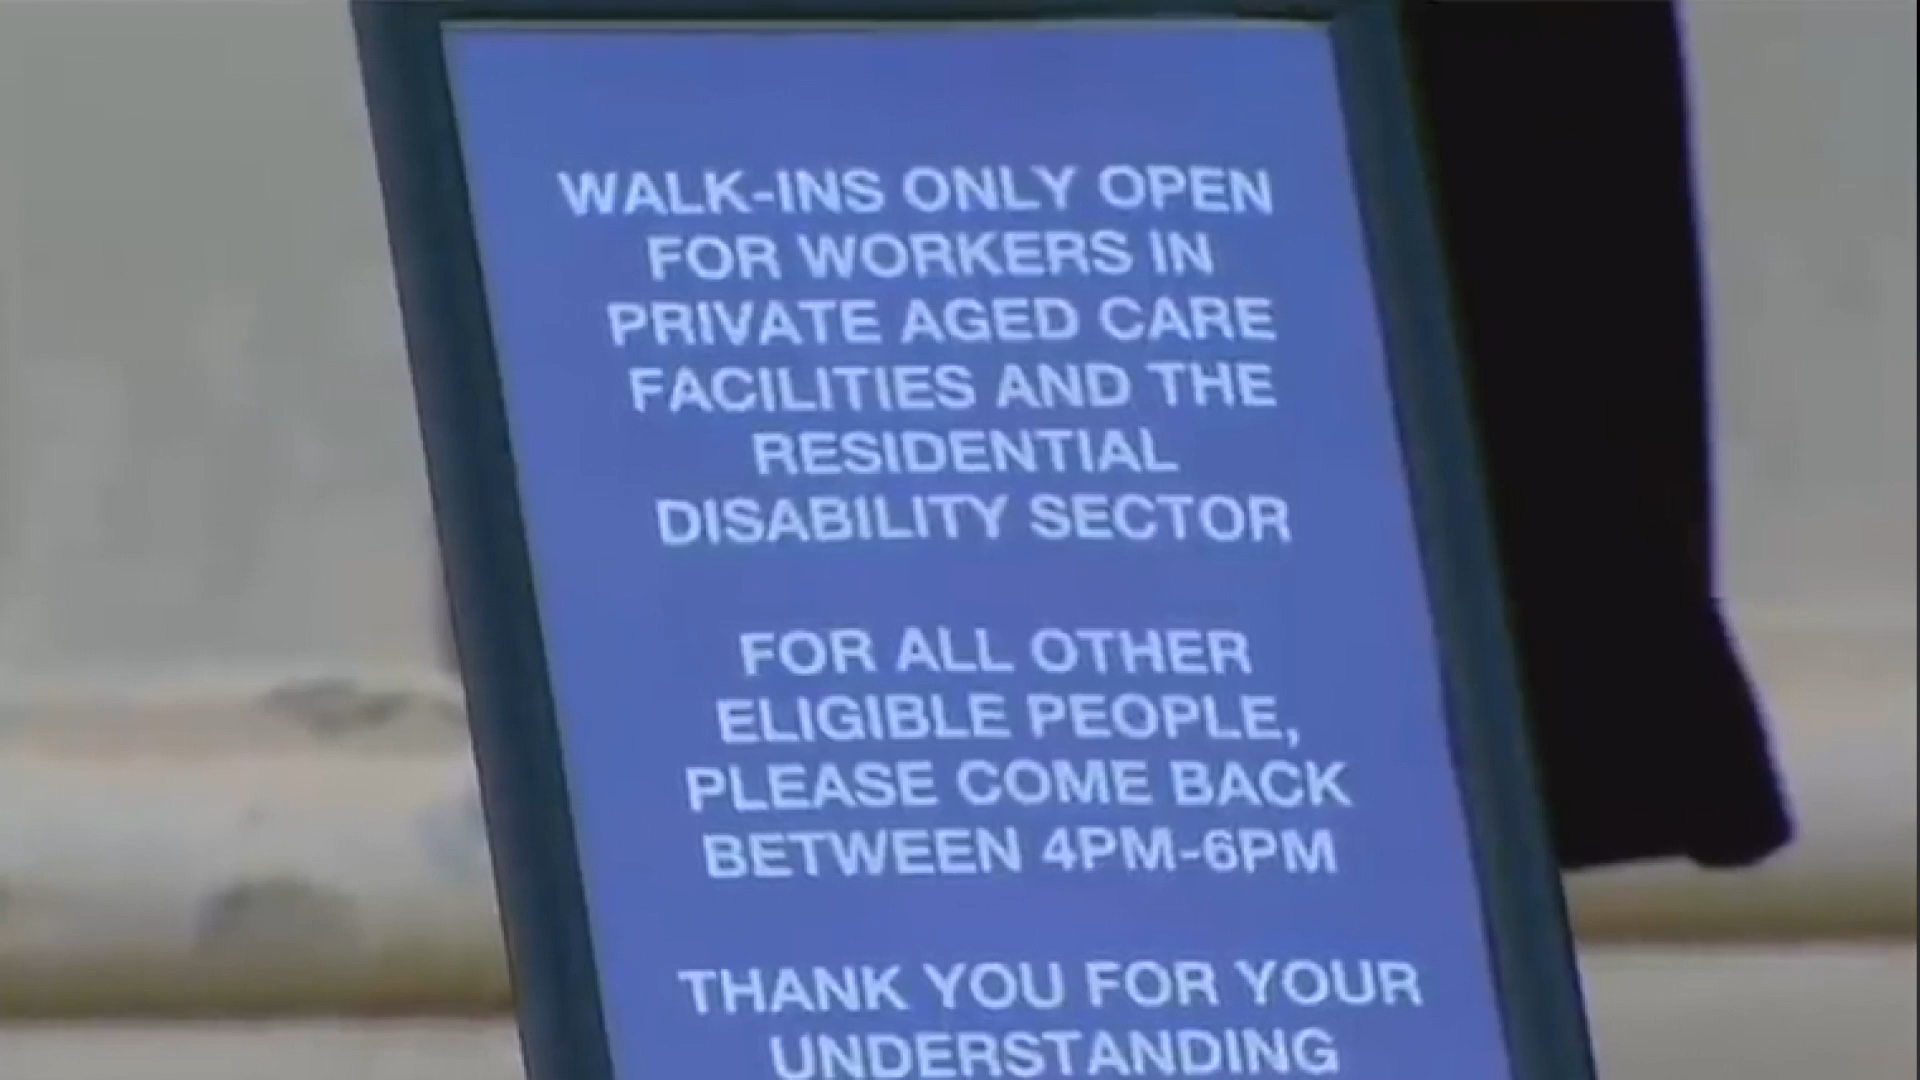 WALK-INS ONLY OPEN
FOR WORKERS IN
PRIVATE AGED CARE
FACILITIES AND THE
RESIDENTIAL
DISABILITY SECTOR
FOR ALL OTHER
ELIGIBLE PEOPLE,
PLEASE COME BACK
BETWEEN 4PM-6PM
THANK YOU FOR YOUR
UNDERSTANDING